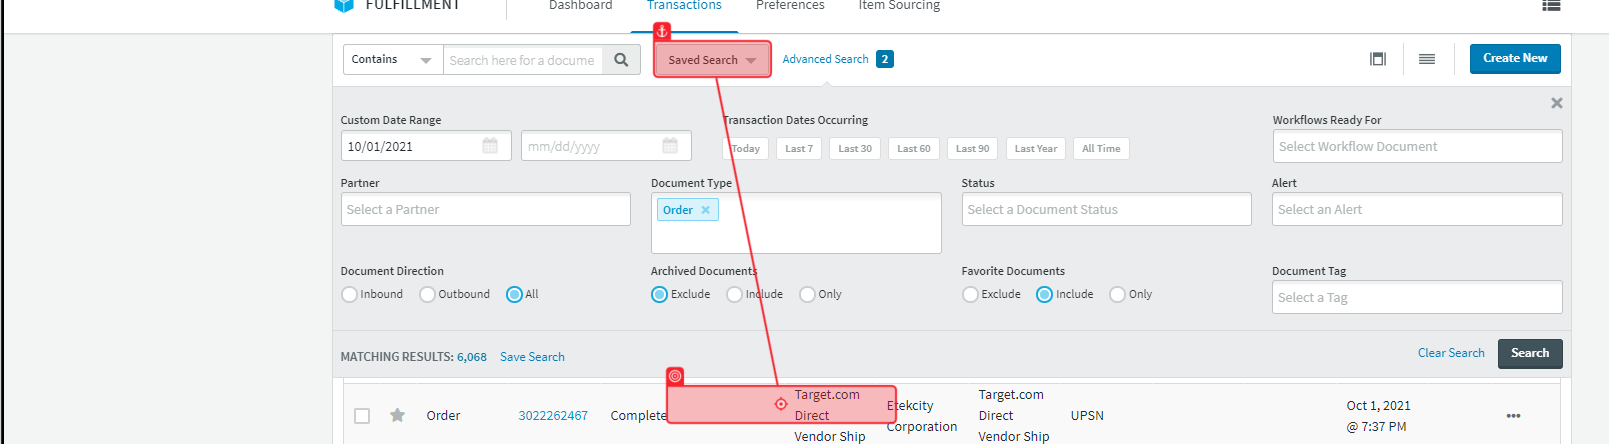 FULFILLMENT Dashboard Transactions Preferences Item Sourcing
Contains Search here for a docume Saved Search Advanced Search 2 Create New
Custom Date Range Transaction Dates Occurring Workflows Ready For
10/01/2021 mm/dd/yyyy Today Last 7 Last 30 Last 60 Last 90 Last Year All Time Select Workflow Document
Partner Document Type Status Alert
Select a Partner Order Select a Document Status Select an Alert
Document Direction Archived Documents Favorite Documents Document Tag
Inbound Outbound All Exclude Include Only Exclude Include Only Select a Tag
MATCHING RESULTS: 6,068 Save Search Clear Search Search
Order 3022262467 Complete Target.com Direct Vendor Ship Etekcity Corporation Target.com Direct Vendor Ship UPSN Oct 1, 2021 @ 7:37 PM